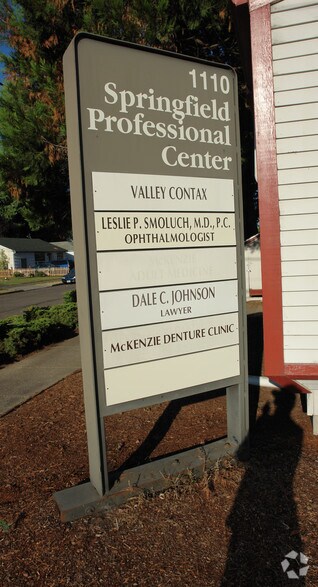 1110
Springfield
Professional
Center
VALLEY CONTAX
LESLIE P. SMOLUCH, M.D., P.C.
OPHTHALMOLOGIST
DALE C. JOHNSON
LAWYER
McKENZIE DENTURE CLINIC